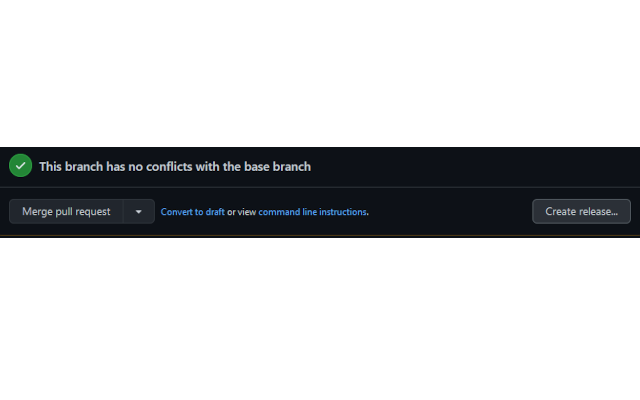 This branch has no conflicts with the base branch
Merge pull request Convert to draft or view command line instructions. Create release...